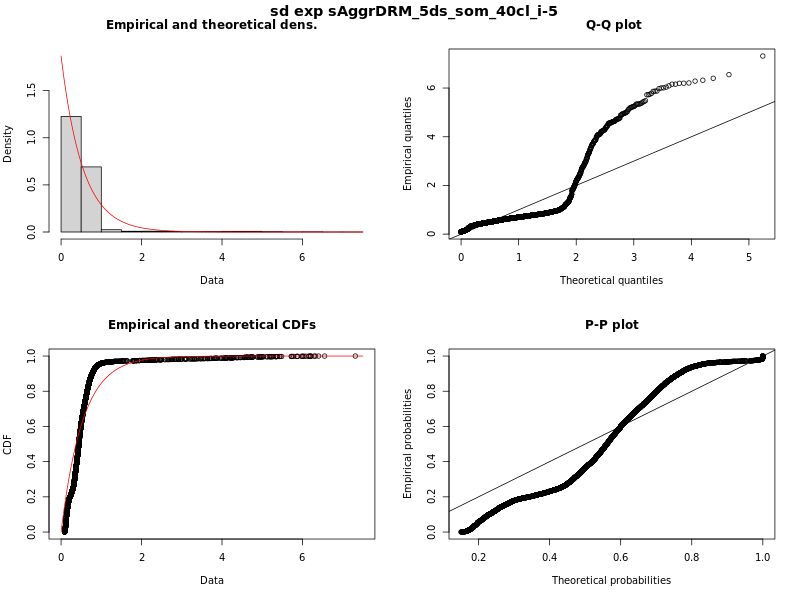 sd exp sAggrDRM_5ds_som_40cl_i-5
Empirical and theoretical dens.
Density
0.0 0.5 1.0 1.5
0 2 4 6
Data
Q-Q plot
Empirical quantiles
0 2 4 6
0 1 2 3 4 5
Theoretical quantiles
Empirical and theoretical CDFs
CDF
0.0 0.2 0.4 0.6 0.8 1.0
0 2 4 6
Data
P-P plot
Empirical probabilities
0.0 0.2 0.4 0.6 0.8 1.0
0.2 0.4 0.6 0.8 1.0
Theoretical probabilities